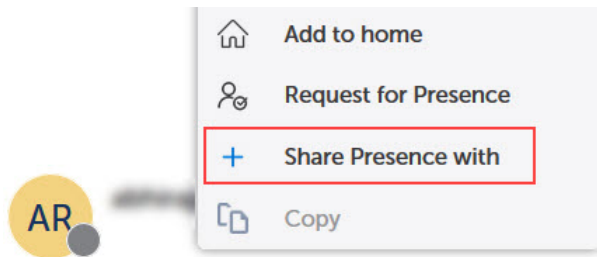 Add to home
Request for Presence
Share Presence with
AR
Copy